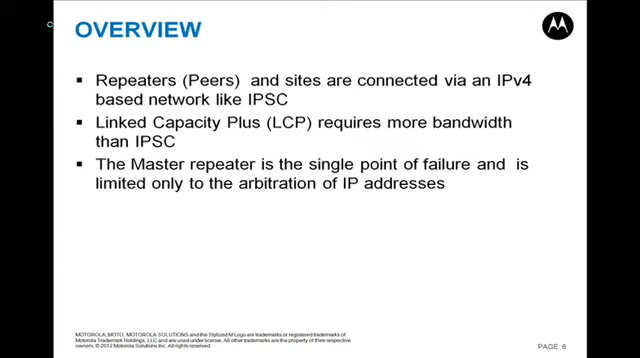 OVERVIEW
▪ Repeaters (Peers) and sites are connected via an IPv4
based network like IPSC
▪ Linked Capacity Plus (LCP) requires more bandwidth
than IPSC
▪ The Master repeater is the single point of failure and is
limited only to the arbitration of IP addresses
MOTOROLA, MOTO, MOTOROLA SOLUTIONS and the Stylized M Logo are trademarks or registered trademarks of
Motorola Trademark Holdings, LLC and are used under license. All other trademarks are the property of their respective
owners. © 2012 Motorola Solutions, Inc. All rights reserved.
PAGE 6